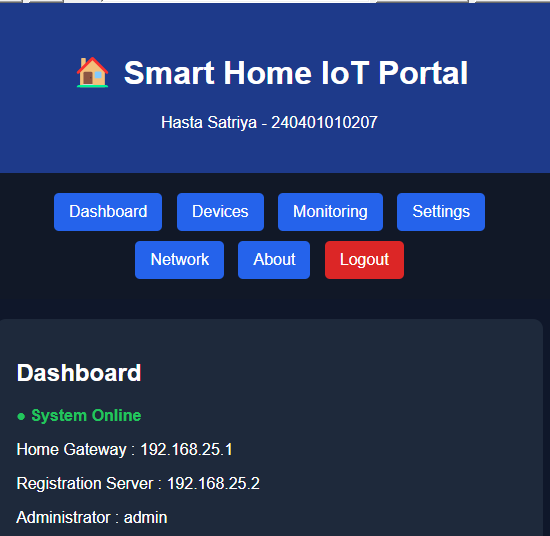 Smart Home IoT Portal
Hasta Satriya - 240401010207
Dashboard Devices Monitoring Settings
Network About Logout
Dashboard
● System Online
Home Gateway : 192.168.25.1
Registration Server : 192.168.25.2
Administrator : admin